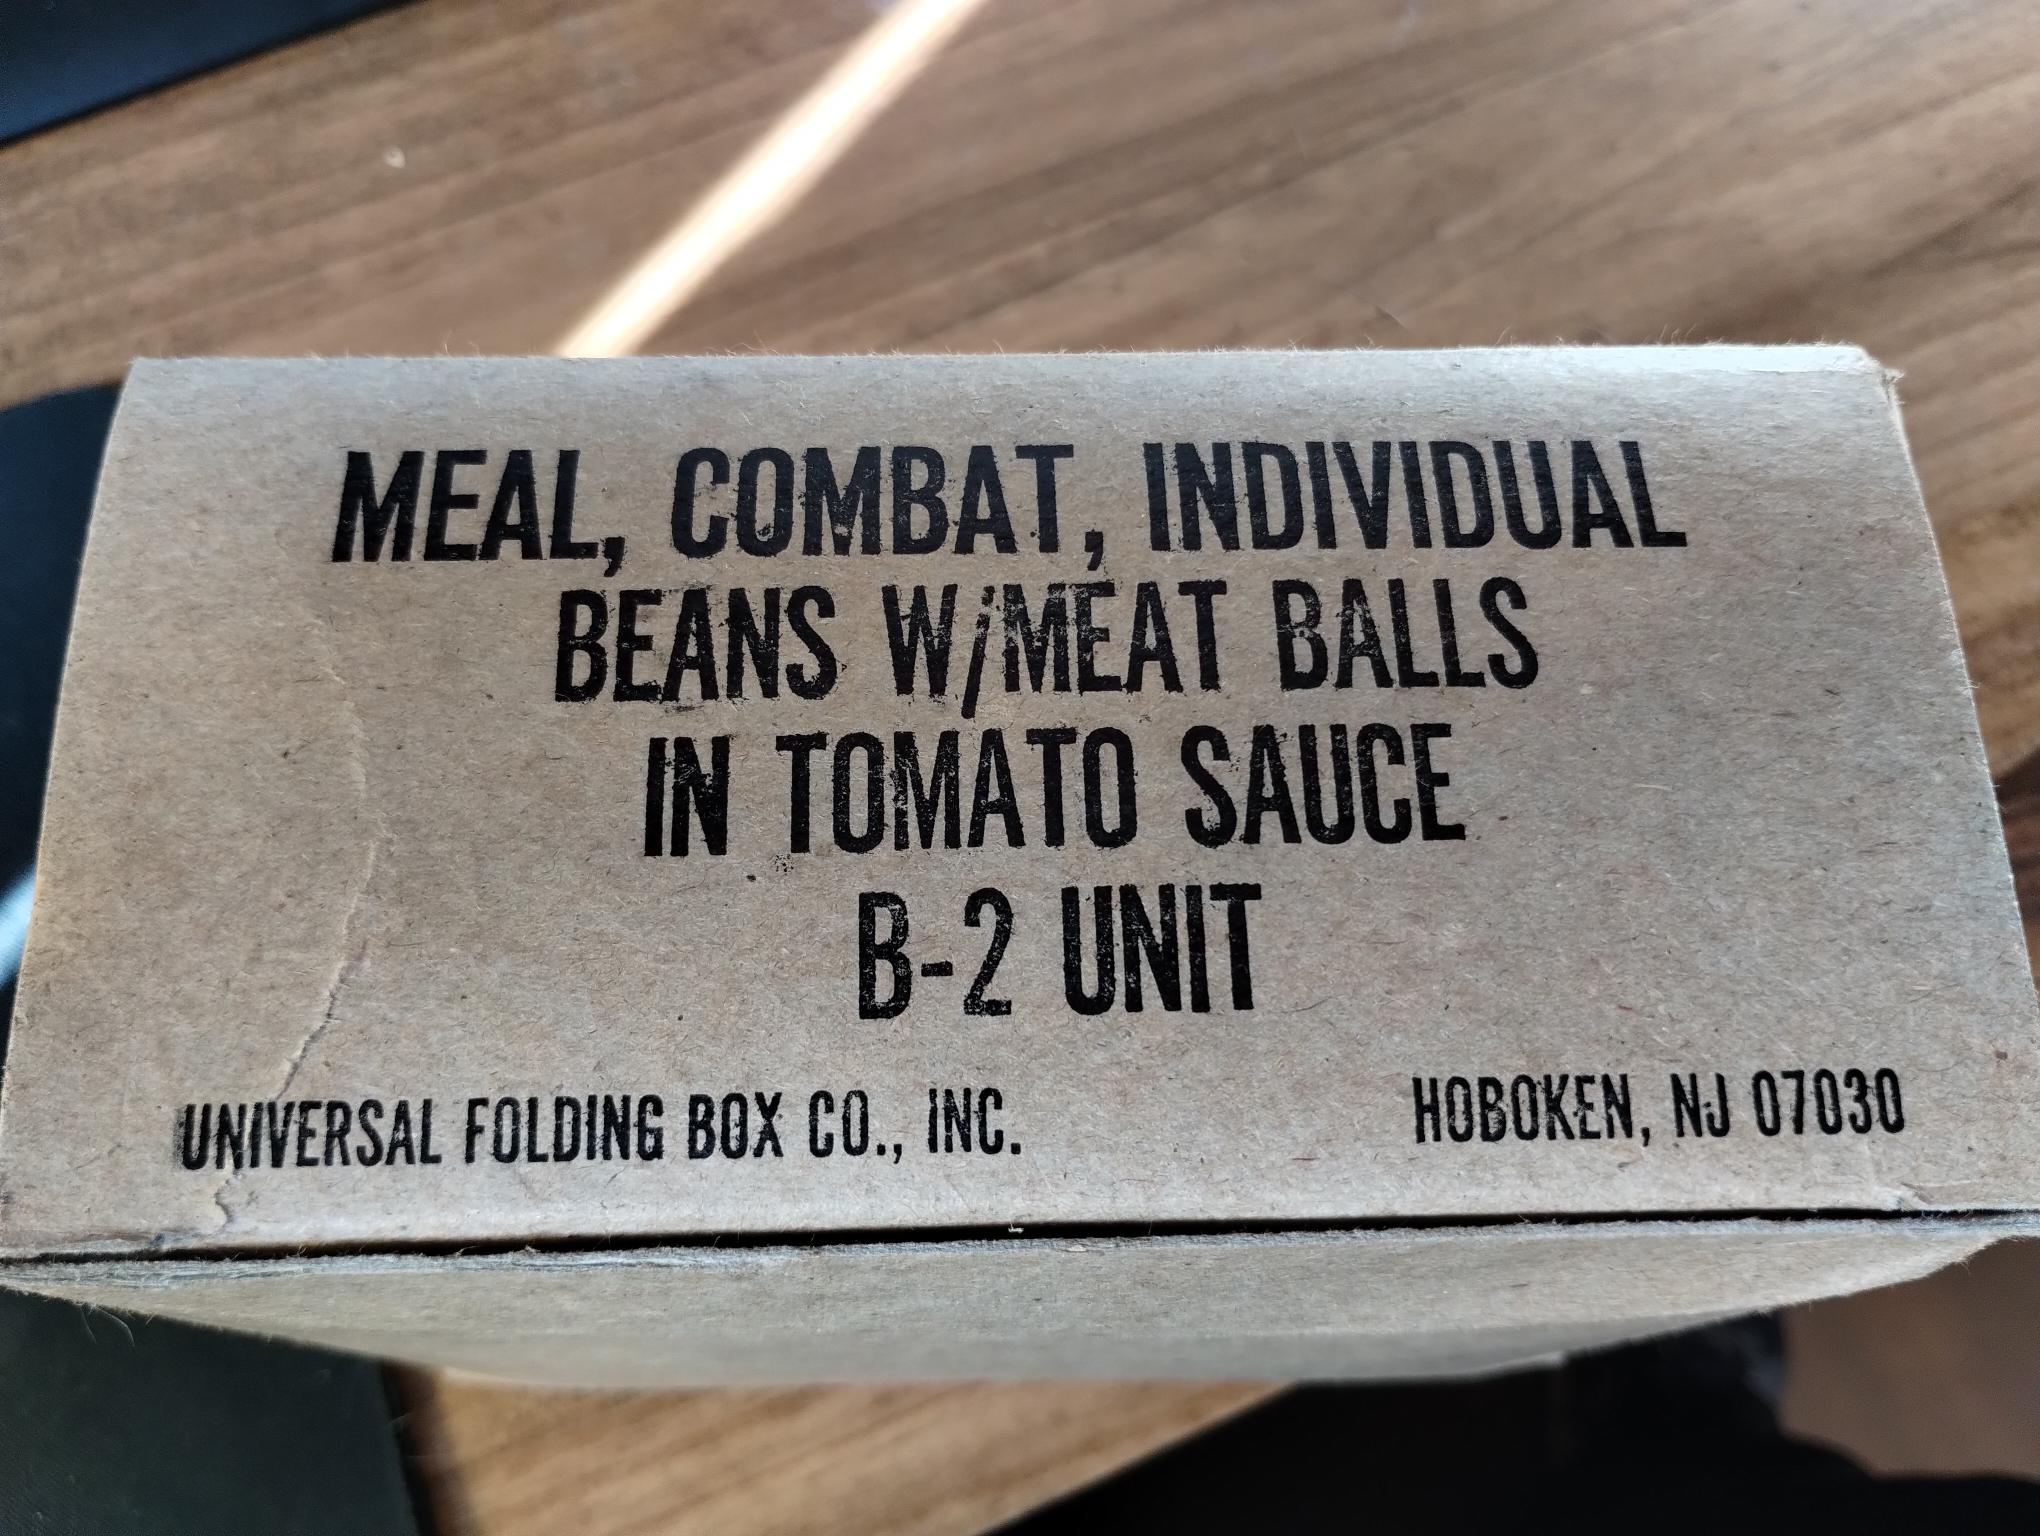 MEAL, COMBAT, INDIVIDUAL
BEANS W/MEAT BALLS
IN TOMATO SAUCE
B-2 UNIT
UNIVERSAL FOLDING BOX CO., INC. HOBOKEN, NJ 07030